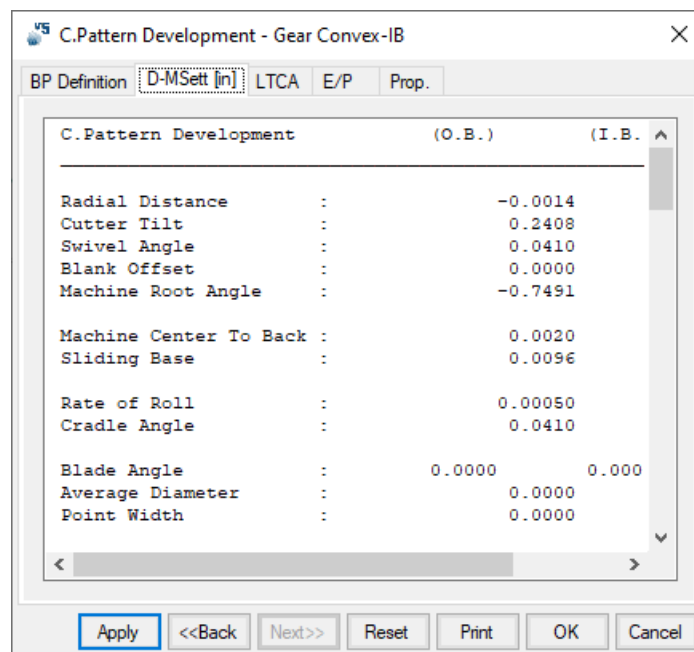 C.Pattern Development - Gear Convex-IB
BP Definition D-MSett [in] LTCA E/P Prop.
C.Pattern Development (O.B.) (I.B.
Radial Distance : -0.0014
Cutter Tilt : 0.2408
Swivel Angle : 0.0410
Blank Offset : 0.0000
Machine Root Angle : -0.7491
Machine Center To Back : 0.0020
Sliding Base : 0.0096
Rate of Roll : 0.00050
Cradle Angle : 0.0410
Blade Angle : 0.0000 0.000
Average Diameter : 0.0000
Point Width : 0.0000
Apply <<Back Next>> Reset Print OK Cancel